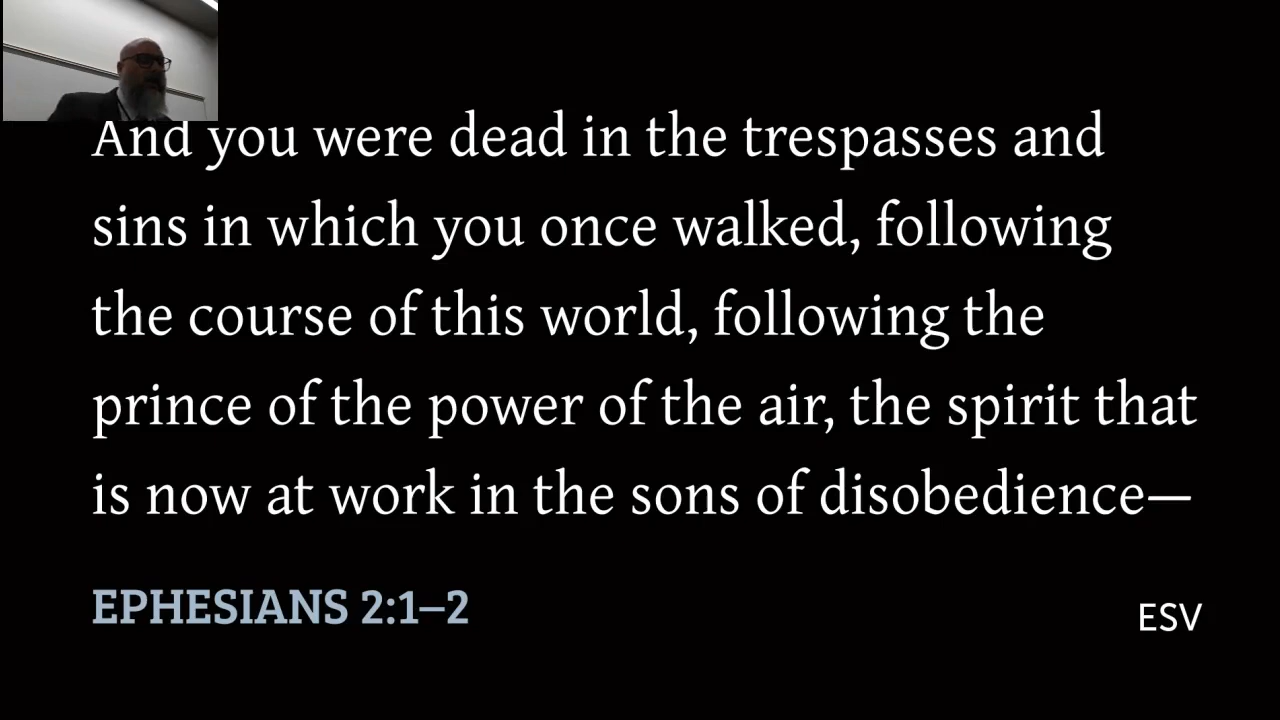 And you were dead in the trespasses and
sins in which you once walked, following
the course of this world, following the
prince of the power of the air, the spirit that
is now at work in the sons of disobedience—
EPHESIANS 2:1–2
ESV